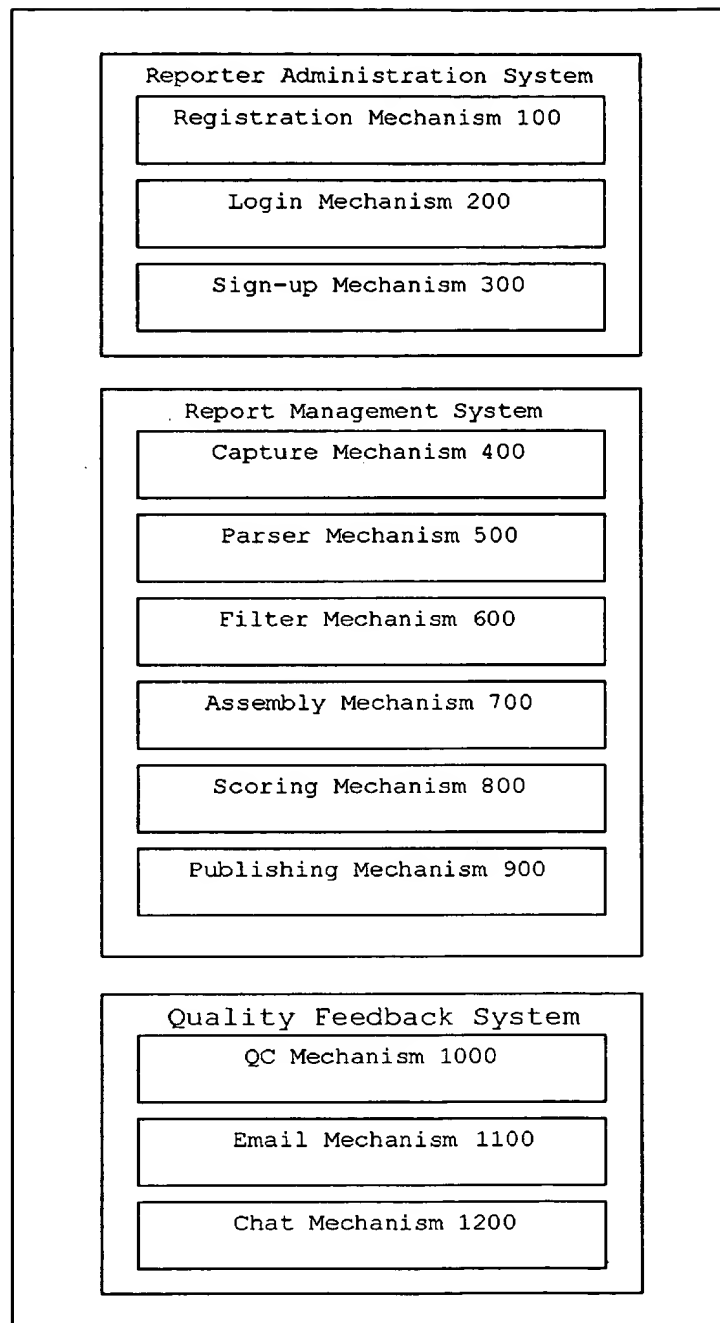 Reporter Administration System
Registration Mechanism 100
Login Mechanism 200
Sign-up Mechanism 300
Report Management System
Capture Mechanism 400
Parser Mechanism 500
Filter Mechanism 600
Assembly Mechanism 700
Scoring Mechanism 800
Publishing Mechanism 900
Quality Feedback System
QC Mechanism 1000
Email Mechanism 1100
Chat Mechanism 1200